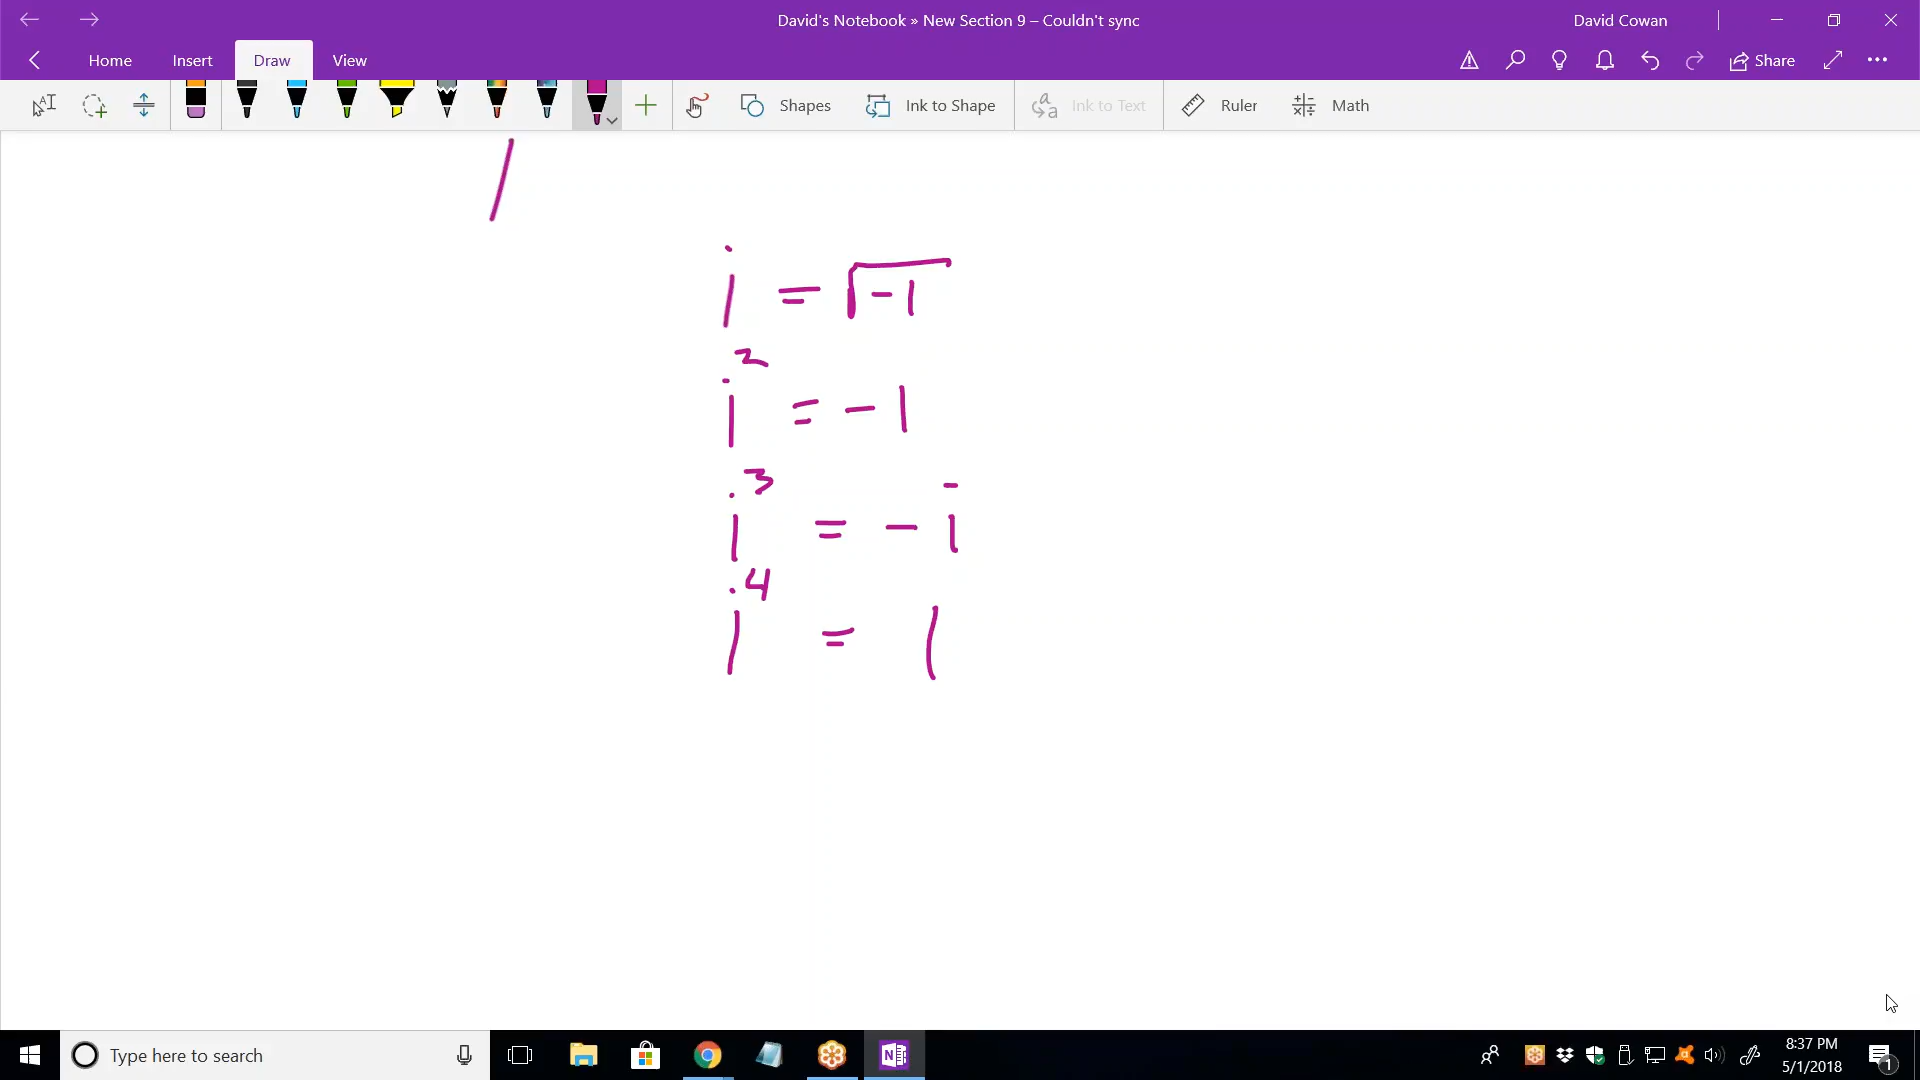 David's Notebook » New Section 9 – Couldn't sync
David Cowan
Home Insert Draw View
Share
Shapes Ink to Shape Ink to Text Ruler Math
i = √-1
i² = -1
i³ = -i
i⁴ = 1
Type here to search
8:37 PM
5/1/2018
1